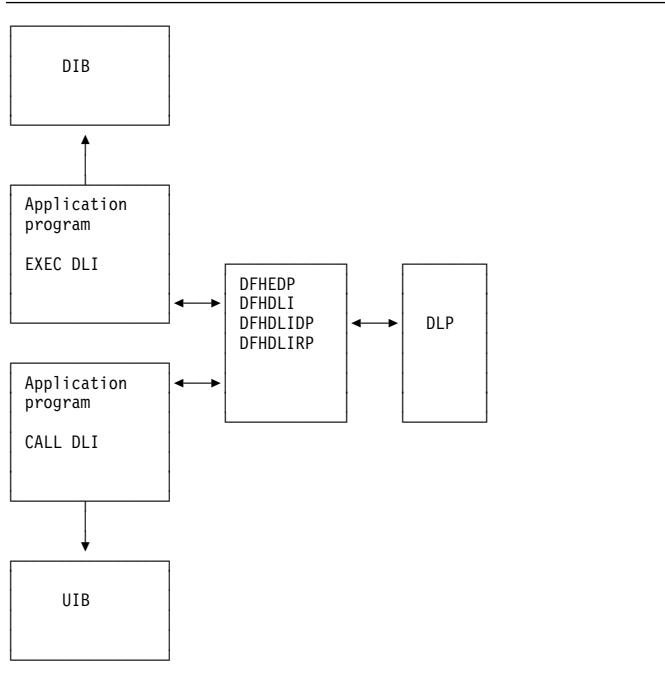 DIB
Application
program
EXEC DLI
DFHEDP
DFHDLI
DFHDLIDP
DFHDLIRP
DLP
Application
program
CALL DLI
UIB